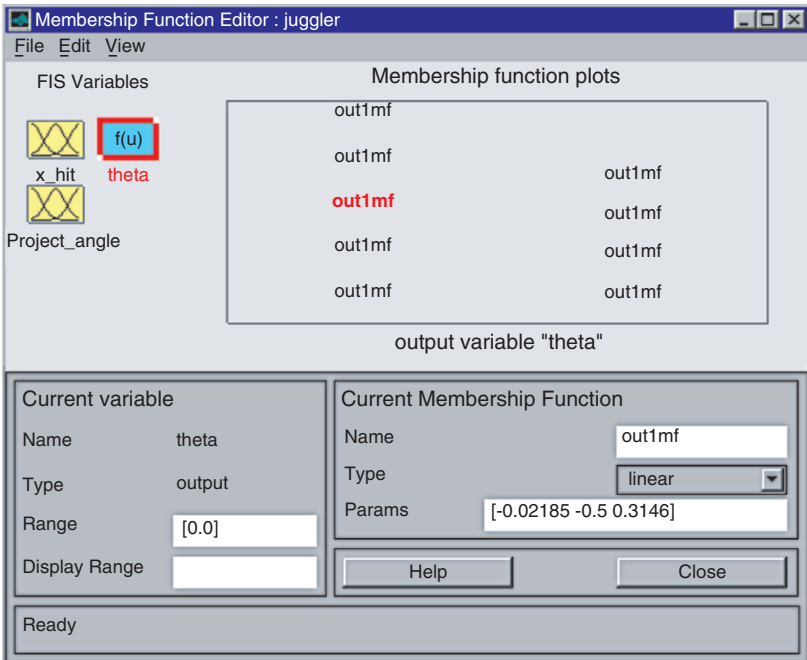 Membership Function Editor : juggler
File Edit View
FIS Variables
f(u)
x_hit
theta
Project_angle
Membership function plots
out1mf
out1mf
out1mf
out1mf
out1mf
out1mf
out1mf
out1mf
out1mf
output variable "theta"
Current variable
Name theta
Type output
Range [0.0]
Display Range
Current Membership Function
Name out1mf
Type linear
Params [-0.02185 -0.5 0.3146]
Help Close
Ready